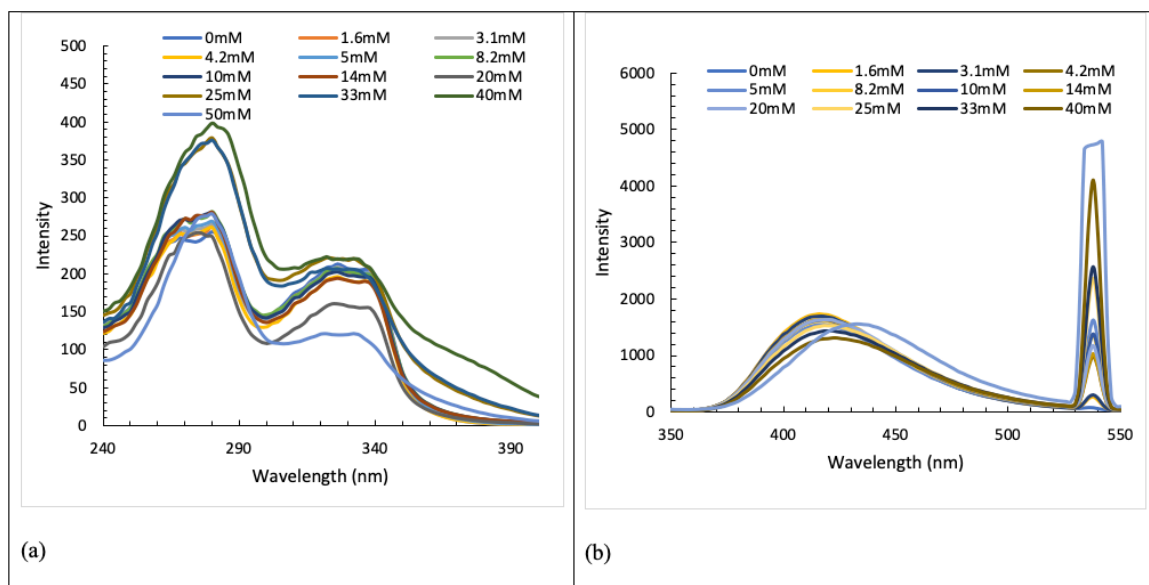 0mM 1.6mM 3.1mM
4.2mM 5mM 8.2mM
10mM 14mM 20mM
25mM 33mM 40mM
50mM
500
450
400
350
300
250
200
150
100
50
0
Intensity
240 290 340 390
Wavelength (nm)
(a)
0mM 1.6mM 3.1mM 4.2mM
5mM 8.2mM 10mM 14mM
20mM 25mM 33mM 40mM
6000
5000
4000
3000
2000
1000
0
Intensity
350 400 450 500 550
Wavelength (nm)
(b)